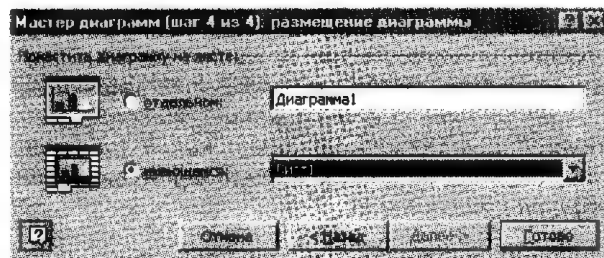 Мастер диаграмм (шаг 4 из 4): размещение диаграммы
Поместить диаграмму на листе:
отдельном: Диаграмма1
имеющемся: Лист1
Отмена < Назад Далее > Готово